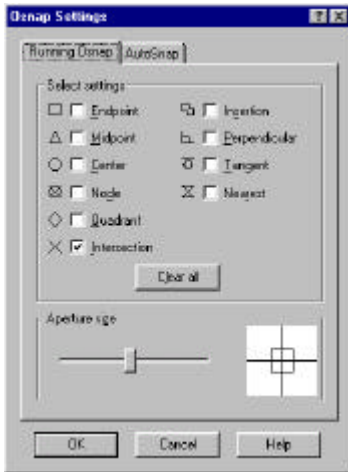 Osnap Settings
Running Osnap AutoSnap
Select settings
Endpoint Insertion
Midpoint Perpendicular
Center Tangent
Node Nearest
Quadrant
Intersection
Clear all
Aperture size
OK Cancel Help